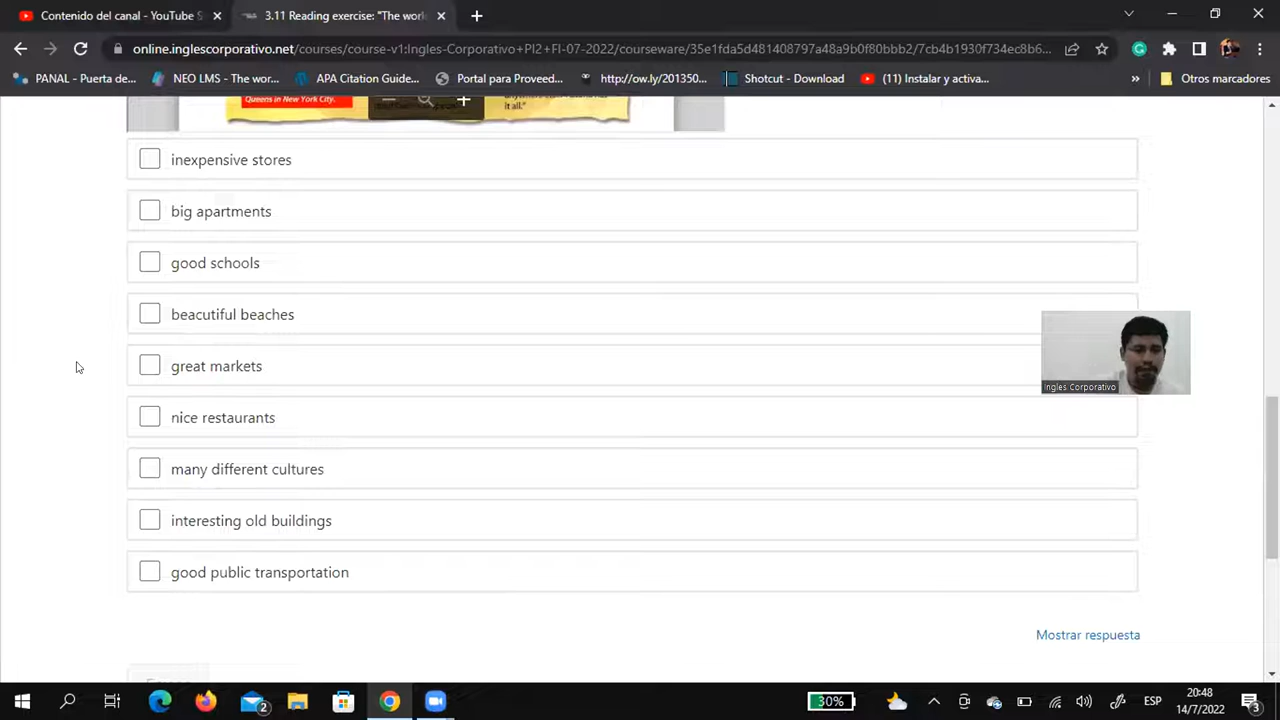 Contenido del canal - YouTube S
3.11 Reading exercise: "The worl
online.inglescorporativo.net/courses/course-v1:Ingles-Corporativo+PI2+FI-07-2022/courseware/35e1fda5d481408797a48a9b0f80bbb2/7cb4b1930f734ec8b6...
PANAL - Puerta de...
NEO LMS - The wor...
APA Citation Guide...
Portal para Proveed...
http://ow.ly/201350...
Shotcut - Download
(11) Instalar y activa...
»
Otros marcadores
Queens in New York City.
it all."
inexpensive stores
big apartments
good schools
beacutiful beaches
great markets
Ingles Corporativo
nice restaurants
many different cultures
interesting old buildings
good public transportation
Mostrar respuesta
2
30%
ESP
20:48
14/7/2022
3